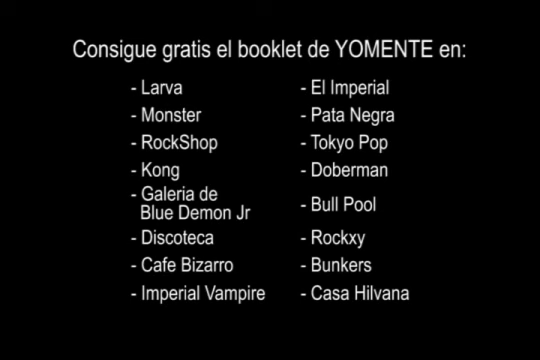 Consigue gratis el booklet de YOMENTE en:
- Larva
- Monster
- RockShop
- Kong
- Galeria de
Blue Demon Jr
- Discoteca
- Cafe Bizarro
- Imperial Vampire
- El Imperial
- Pata Negra
- Tokyo Pop
- Doberman
- Bull Pool
- Rockxy
- Bunkers
- Casa Hilvana